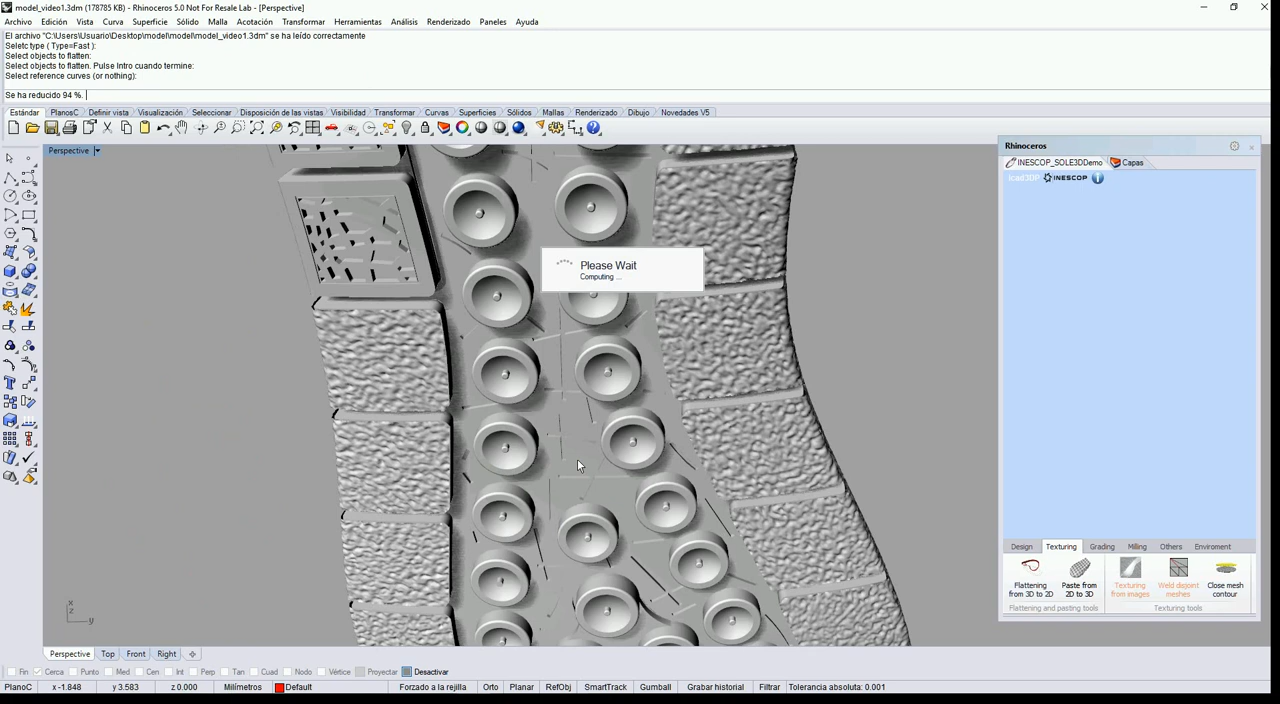 model_video1.3dm (178785 KB) - Rhinoceros 5.0 Not For Resale Lab - [Perspective]
Archivo Edición Vista Curva Superficie Sólido Malla Acotación Transformar Herramientas Análisis Renderizado Paneles Ayuda
El archivo "C:\Users\Usuario\Desktop\model\model\model_video1.3dm" se ha leído correctamente
Seletc type ( Type=Fast ):
Select objects to flatten:
Select objects to flatten. Pulse Intro cuando termine:
Select reference curves (or nothing):
Se ha reducido 94 %.
Estándar PlanosC Definir vista Visualización Seleccionar Disposición de las vistas Visibilidad Transformar Curvas Superficies Sólidos Mallas Renderizado Dibujo Novedades V5
Perspective
Rhinoceros
INESCOP_SOLE3DDemo Capas
icad3DP INESCOP
Please Wait
Computing ...
Design Texturing Grading Milling Others Enviroment
Flattening from 3D to 2D
Paste from 2D to 3D
Texturing from images
Weld disjoint meshes
Close mesh contour
Flattening and pasting tools Texturing tools
x
z
y
Perspective Top Front Right
Fin Cerca Punto Med Cen Int Perp Tan Cuad Nodo Vértice Proyectar Desactivar
PlanoC x -1.848 y 3.583 z 0.000 Milímetros Default Forzado a la rejilla Orto Planar RefObj SmartTrack Gumball Grabar historial Filtrar Tolerancia absoluta: 0.001